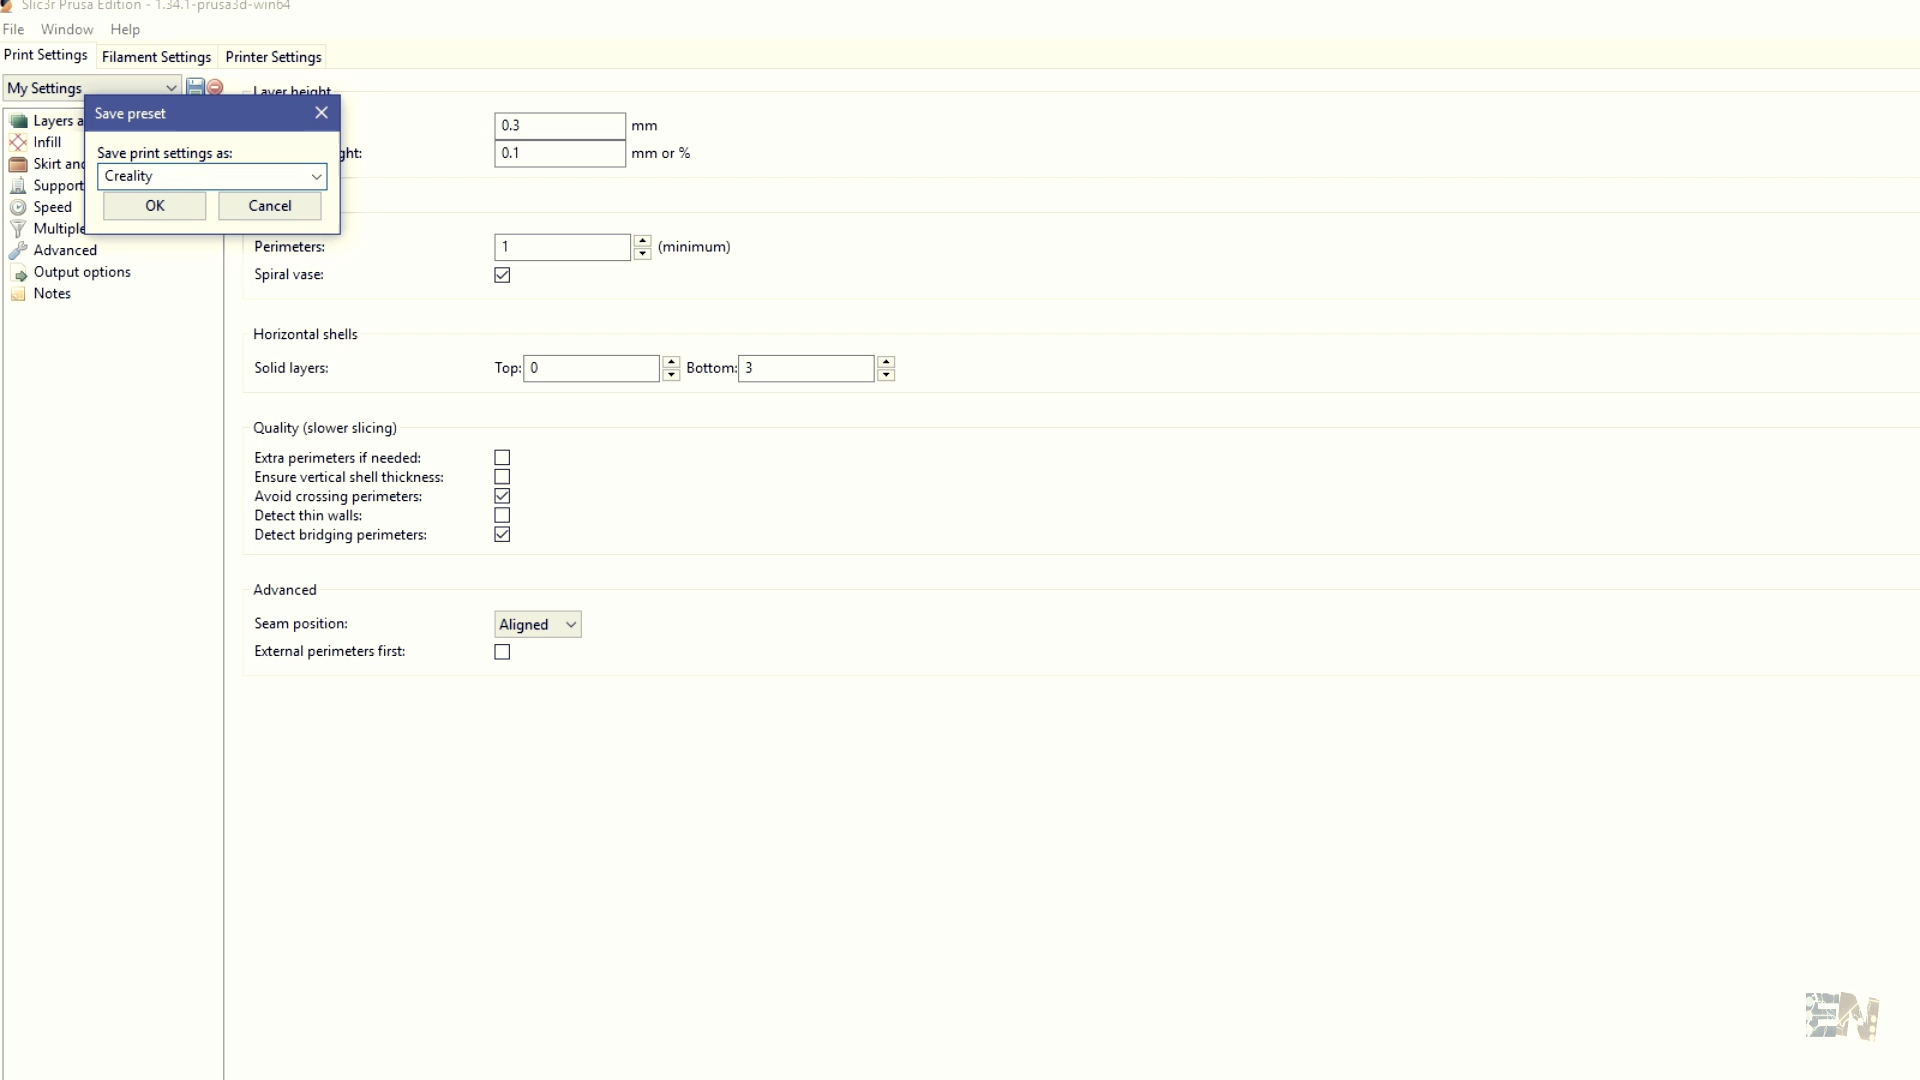 Slic3r Prusa Edition - 1.34.1-prusa3d-win64
File Window Help
Print Settings Filament Settings Printer Settings
My Settings
Layer height
Save preset
Layers a
0.3 mm
Infill
Save print settings as:
ght: 0.1 mm or %
Skirt and
Creality
Support
OK Cancel
Speed
Multiple
Perimeters: 1 (minimum)
Advanced
Output options
Spiral vase:
Notes
Horizontal shells
Solid layers: Top: 0 Bottom: 3
Quality (slower slicing)
Extra perimeters if needed:
Ensure vertical shell thickness:
Avoid crossing perimeters:
Detect thin walls:
Detect bridging perimeters:
Advanced
Seam position: Aligned
External perimeters first:
EN